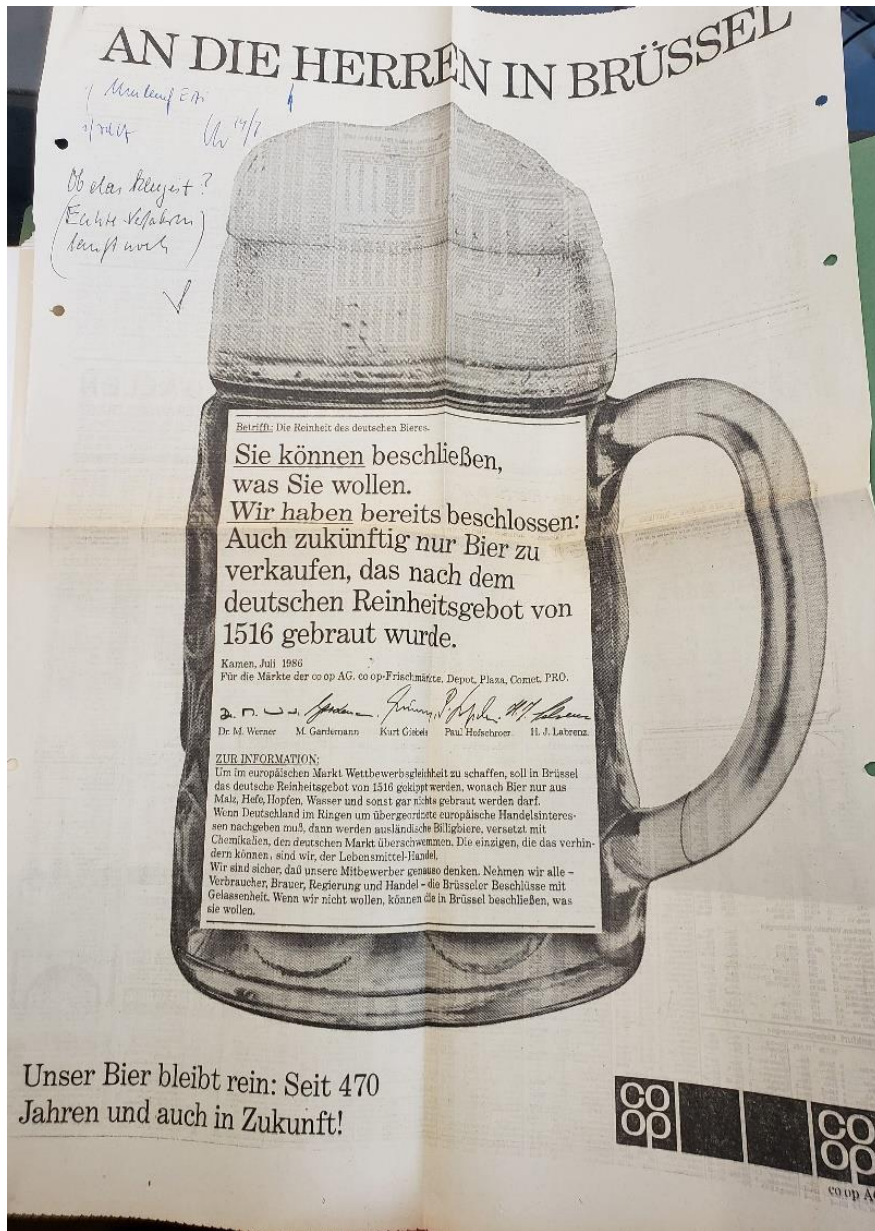 AN DIE HERREN IN BRÜSSEL
Ob das klug ist?
läuft noch
Betrifft: Die Reinheit des deutschen Bieres.
Sie können beschließen,
was Sie wollen.
Wir haben bereits beschlossen:
Auch zukünftig nur Bier zu
verkaufen, das nach dem
deutschen Reinheitsgebot von
1516 gebraut wurde.
Kamen, Juli 1986
Für die Märkte der co op AG. co op-Frischmärkte, Depot, Plaza, Comet, PRO.
Dr. M. Werner M. Gardemann Kurt Gisbels Paul Hofschroer H. J. Labrenz
ZUR INFORMATION:
Um im europäischen Markt Wettbewerbsgleichheit zu schaffen, soll in Brüssel
das deutsche Reinheitsgebot von 1516 gekippt werden, wonach Bier nur aus
Malz, Hefe, Hopfen, Wasser und sonst gar nichts gebraut werden darf.
Wenn Deutschland im Ringen um übergeordnete europäische Handelsinteres-
sen nachgeben muß, dann werden ausländische Billigbiere, versetzt mit
Chemikalien, den deutschen Markt überschwemmen. Die einzigen, die das verhin-
dern können, sind wir, der Lebensmittel-Handel.
Wir sind sicher, daß unsere Mitbewerber genauso denken. Nehmen wir alle –
Verbraucher, Brauer, Regierung und Handel – die Brüsseler Beschlüsse mit
Gelassenheit. Wenn wir nicht wollen, können die in Brüssel beschließen, was
sie wollen.
Unser Bier bleibt rein: Seit 470
Jahren und auch in Zukunft!
co op
co op
co op A